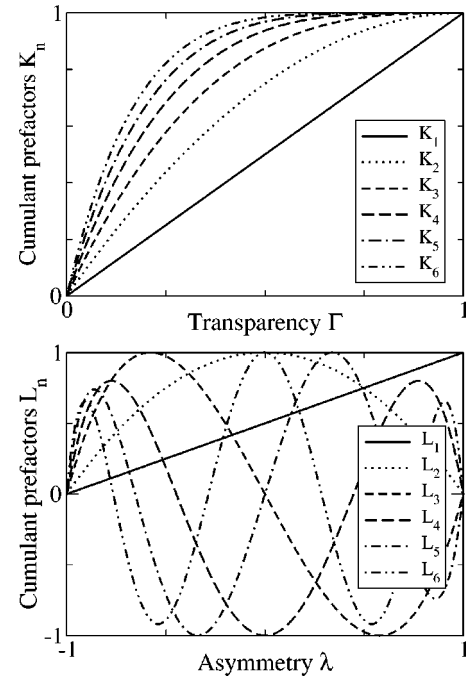 1
Cumulant prefactors K_n
K_1
K_2
K_3
K_4
K_5
K_6
0
0 Transparency Γ 1
1
Cumulant prefactors L_n
0
L_1
L_2
L_3
L_4
L_5
L_6
-1
-1 Asymmetry λ 1